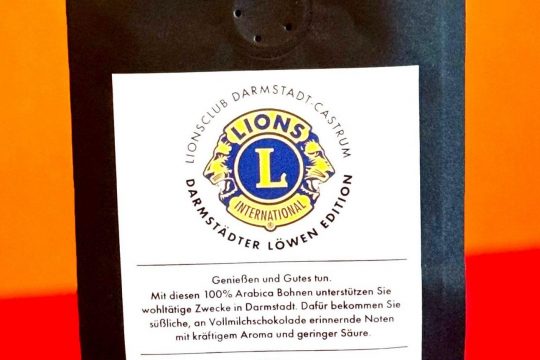 LIONSCLUB DARMSTADT-CASTRUM
LIONS
L
INTERNATIONAL
®
DARMSTÄDTER LÖWEN EDITION
Genießen und Gutes tun.
Mit diesen 100% Arabica Bohnen unterstützen Sie
wohltätige Zwecke in Darmstadt. Dafür bekommen Sie
süßliche, an Vollmilchschokolade erinnernde Noten
mit kräftigem Aroma und geringer Säure.